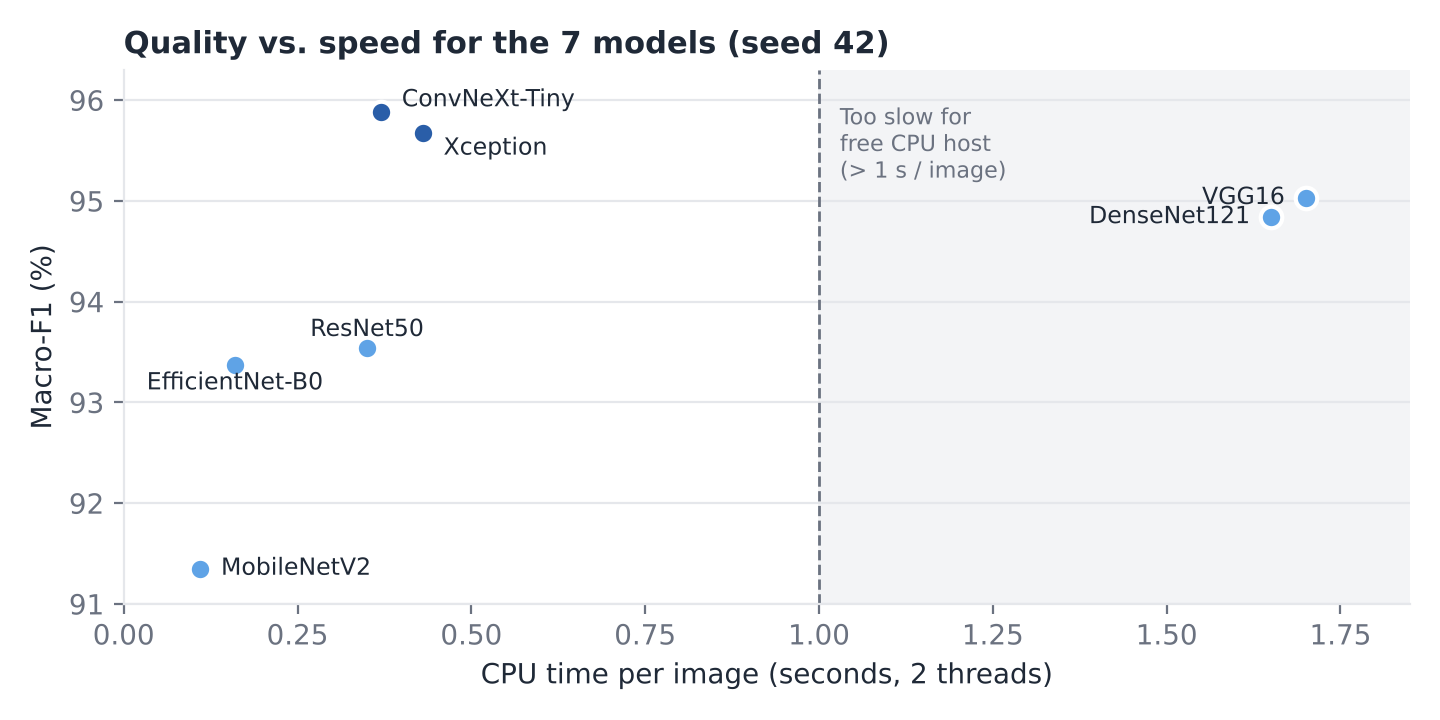 Quality vs. speed for the 7 models (seed 42)
Macro-F1 (%)
96
95
94
93
92
91
ConvNeXt-Tiny
Xception
Too slow for
free CPU host
(> 1 s / image)
VGG16
DenseNet121
ResNet50
EfficientNet-B0
MobileNetV2
0.00 0.25 0.50 0.75 1.00 1.25 1.50 1.75
CPU time per image (seconds, 2 threads)